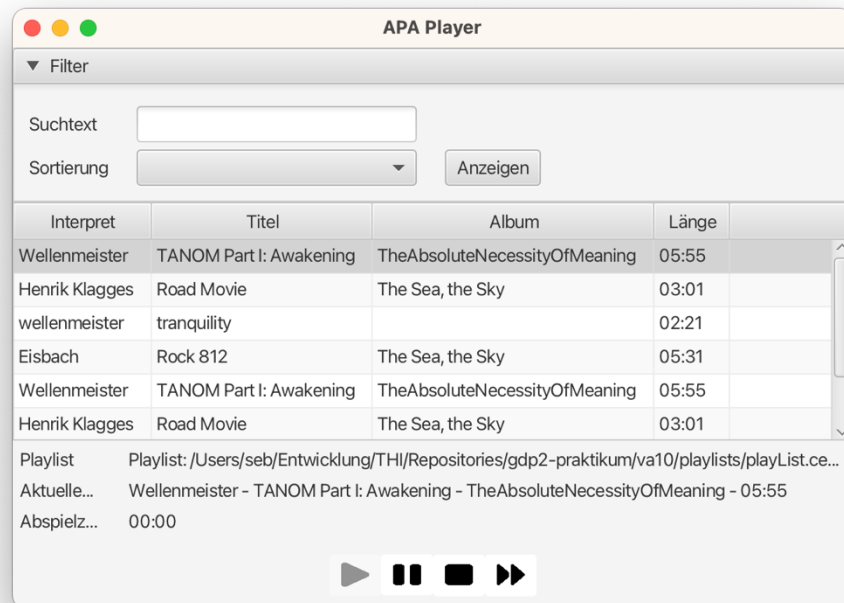 APA Player
Filter
Suchtext
Sortierung Anzeigen
Interpret Titel Album Länge
Wellenmeister TANOM Part I: Awakening TheAbsoluteNecessityOfMeaning 05:55
Henrik Klagges Road Movie The Sea, the Sky 03:01
wellenmeister tranquility 02:21
Eisbach Rock 812 The Sea, the Sky 05:31
Wellenmeister TANOM Part I: Awakening TheAbsoluteNecessityOfMeaning 05:55
Henrik Klagges Road Movie The Sea, the Sky 03:01
Playlist Playlist: /Users/seb/Entwicklung/THI/Repositories/gdp2-praktikum/va10/playlists/playList.ce...
Aktuelle... Wellenmeister - TANOM Part I: Awakening - TheAbsoluteNecessityOfMeaning - 05:55
Abspielz... 00:00